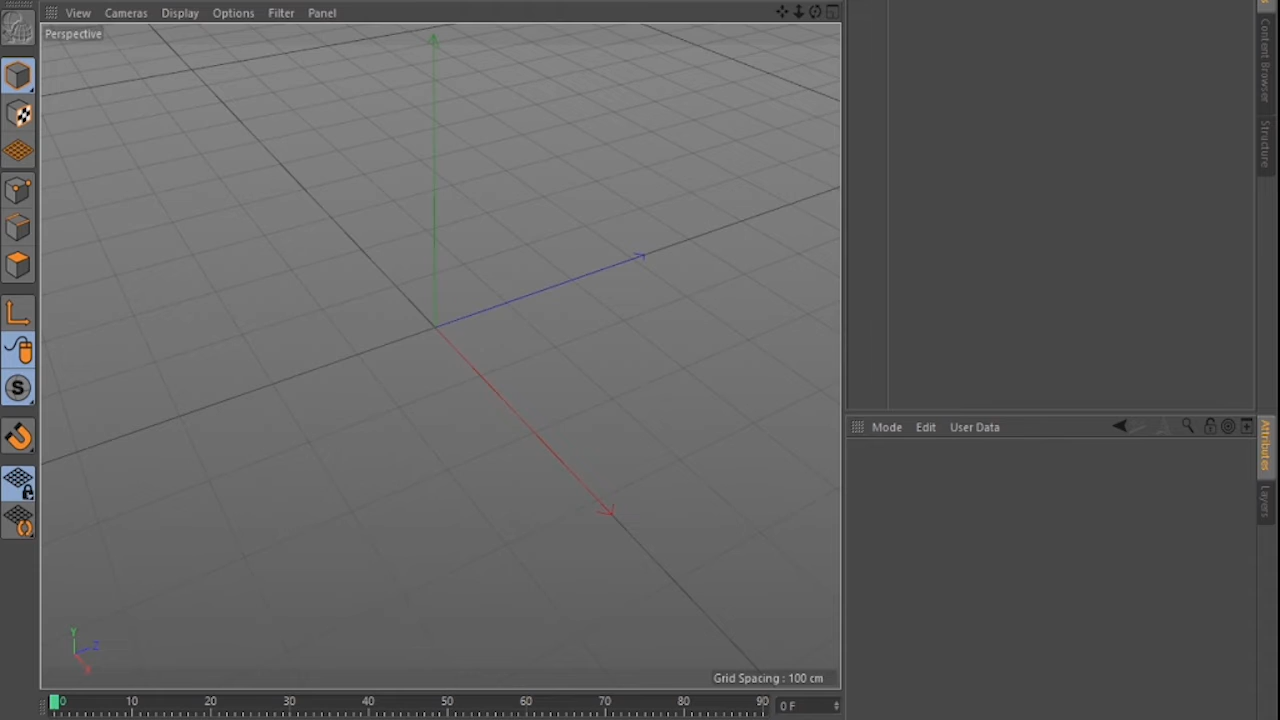 View Cameras Display Options Filter Panel
Perspective
Content Browser
Structure
Mode Edit User Data
Attributes
Layers
S
Y
Z
X
Grid Spacing : 100 cm
0 10 20 30 40 50 60 70 80 90 0 F